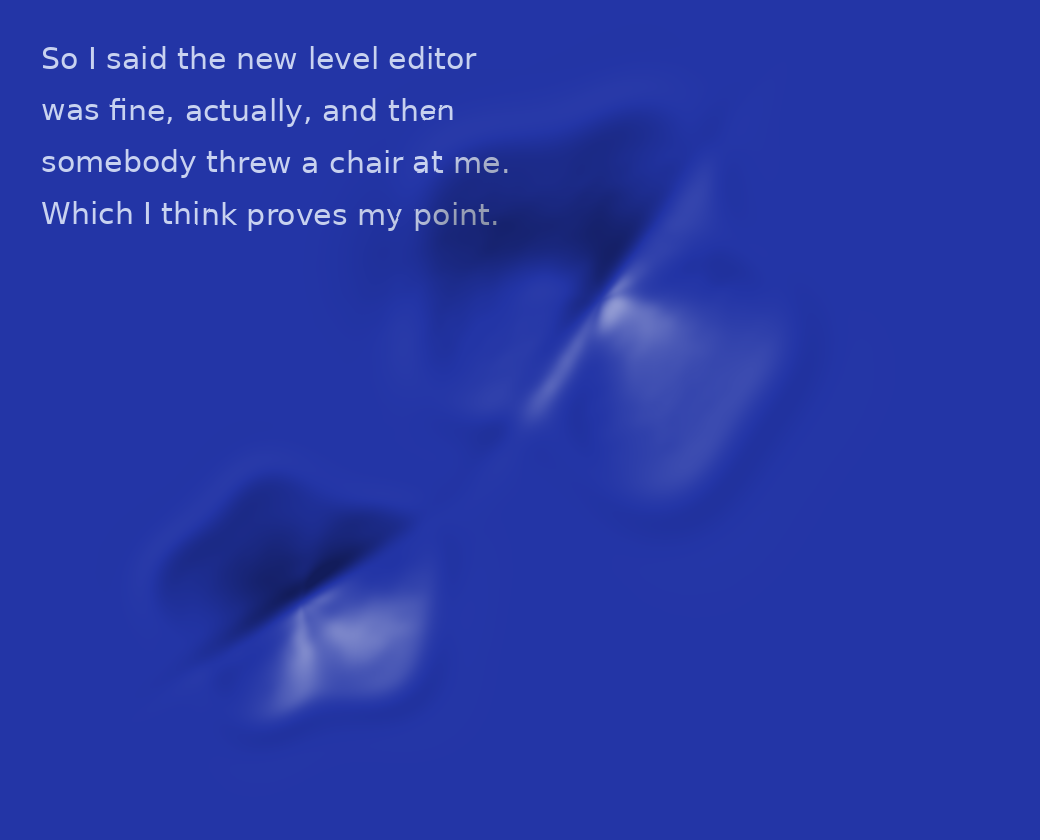 So I said the new level editor
was fine, actually, and then
somebody threw a chair at me.
Which I think proves my point.